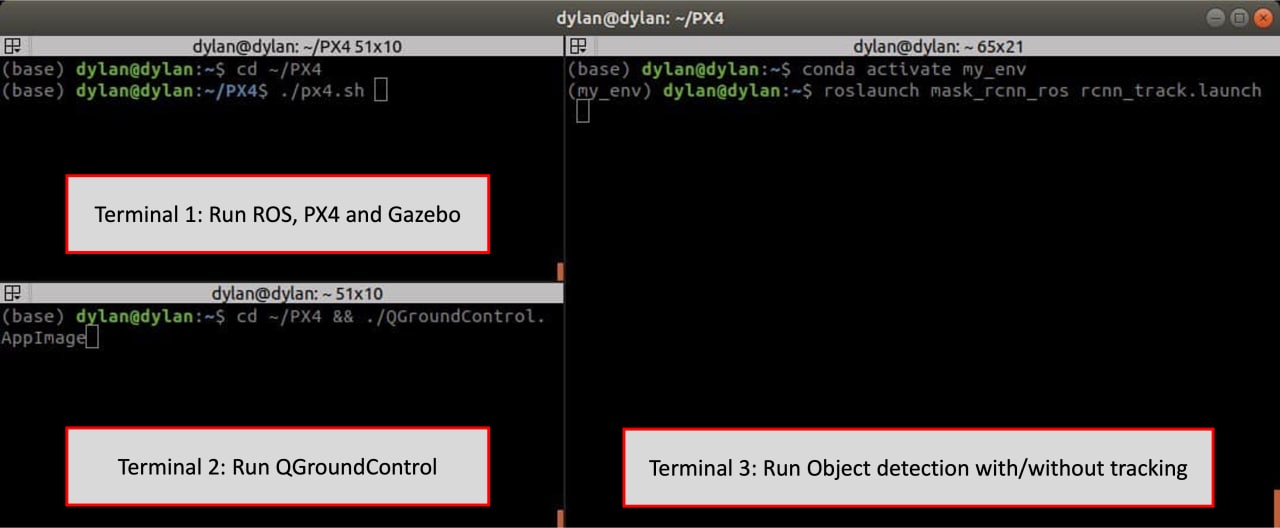 dylan@dylan: ~/PX4
dylan@dylan: ~/PX4 51x10
(base) dylan@dylan:~$ cd ~/PX4
(base) dylan@dylan:~/PX4$ ./px4.sh
Terminal 1: Run ROS, PX4 and Gazebo
dylan@dylan: ~ 51x10
(base) dylan@dylan:~$ cd ~/PX4 && ./QGroundControl.
AppImage
Terminal 2: Run QGroundControl
dylan@dylan: ~ 65x21
(base) dylan@dylan:~$ conda activate my_env
(my_env) dylan@dylan:~$ roslaunch mask_rcnn_ros rcnn_track.launch
Terminal 3: Run Object detection with/without tracking